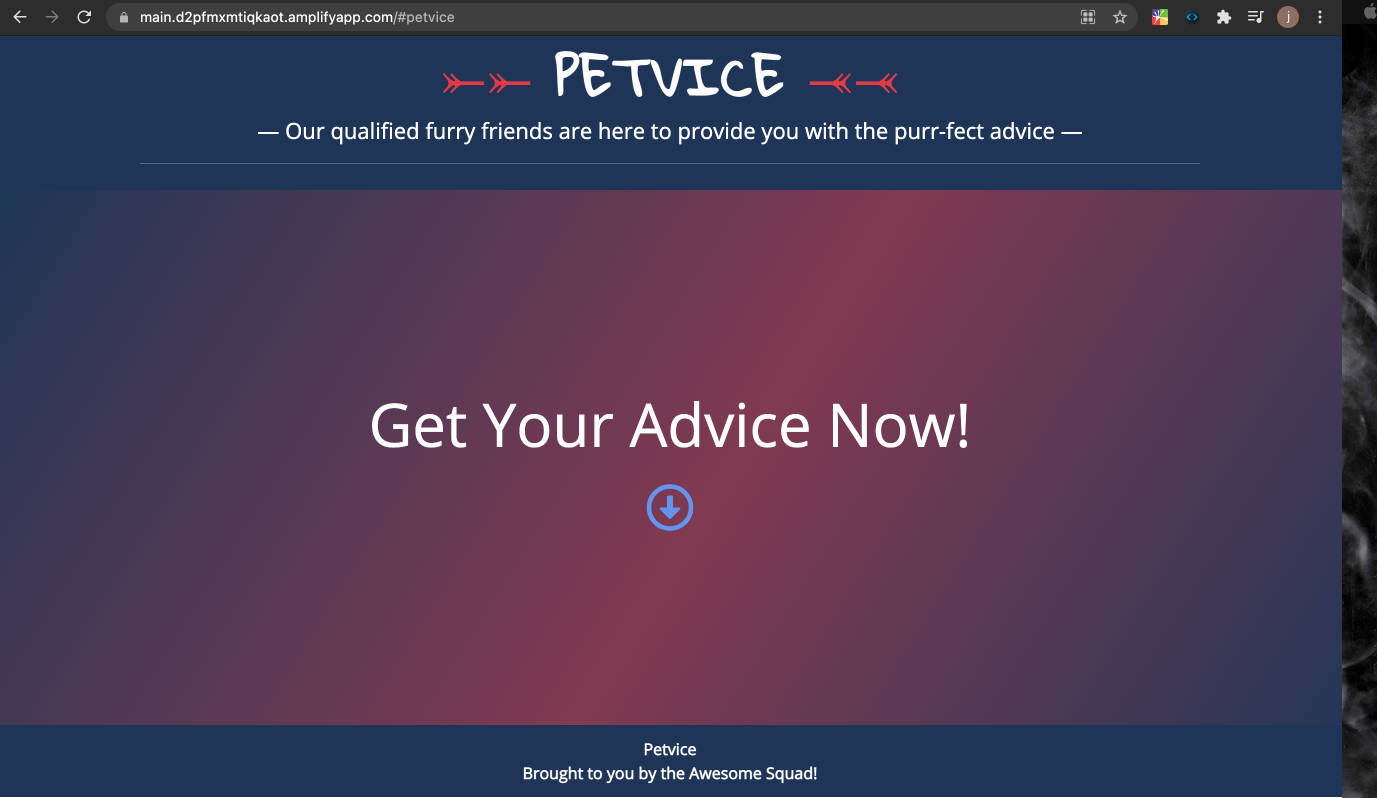 main.d2pfmxmtiqkaot.amplifyapp.com/#petvice
j
PETVICE
— Our qualified furry friends are here to provide you with the purr-fect advice —
Get Your Advice Now!
Petvice
Brought to you by the Awesome Squad!